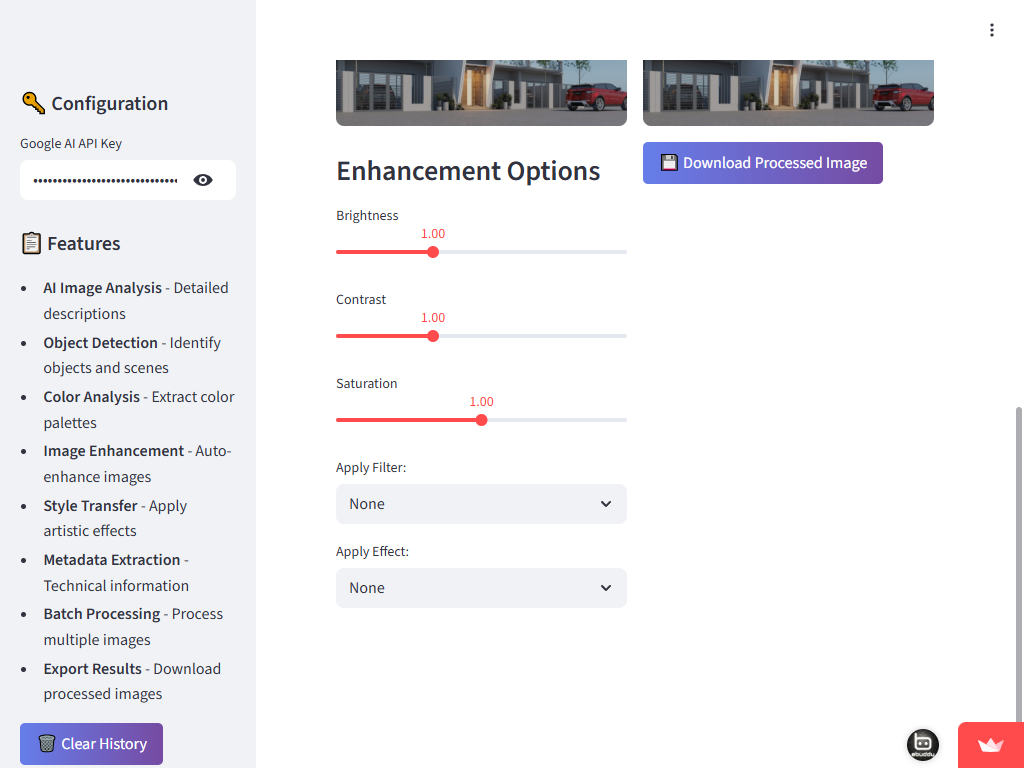 Configuration
Google AI API Key
••••••••••••••••••••••••••••••
Features
AI Image Analysis - Detailed
descriptions
Object Detection - Identify
objects and scenes
Color Analysis - Extract color
palettes
Image Enhancement - Auto-
enhance images
Style Transfer - Apply
artistic effects
Metadata Extraction -
Technical information
Batch Processing - Process
multiple images
Export Results - Download
processed images
Clear History
Download Processed Image
Enhancement Options
Brightness
1.00
Contrast
1.00
Saturation
1.00
Apply Filter:
None
Apply Effect:
None